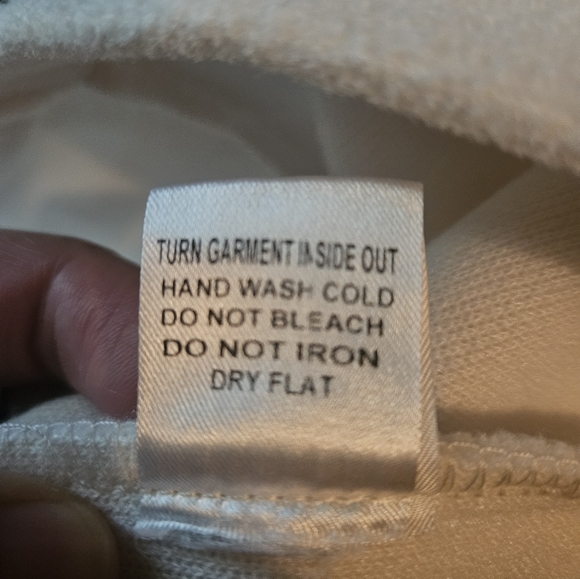 TURN GARMENT INSIDE OUT
HAND WASH COLD
DO NOT BLEACH
DO NOT IRON
DRY FLAT